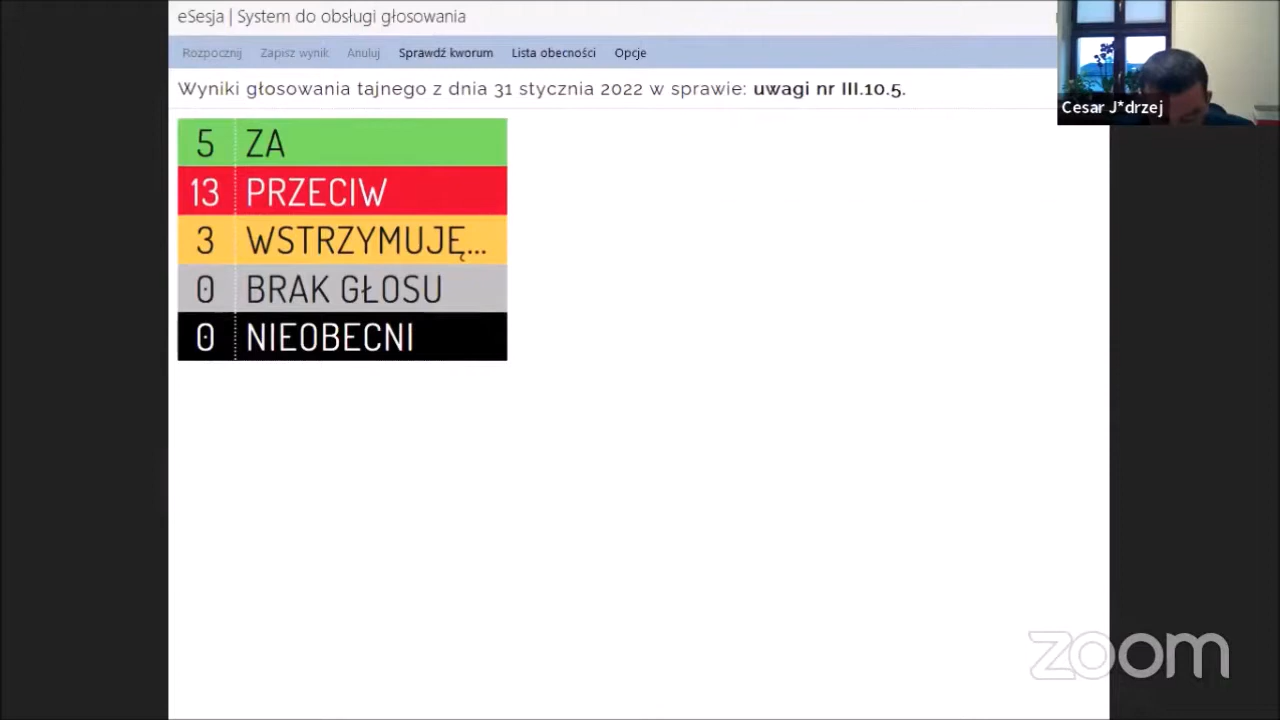 eSesja | System do obsługi głosowania
Rozpocznij Zapisz wynik Anuluj Sprawdź kworum Lista obecności Opcje
Wyniki głosowania tajnego z dnia 31 stycznia 2022 w sprawie: uwagi nr III.10.5.
5 ZA
13 PRZECIW
3 WSTRZYMUJĘ...
0 BRAK GŁOSU
0 NIEOBECNI
Cesar J*drzej
zoom